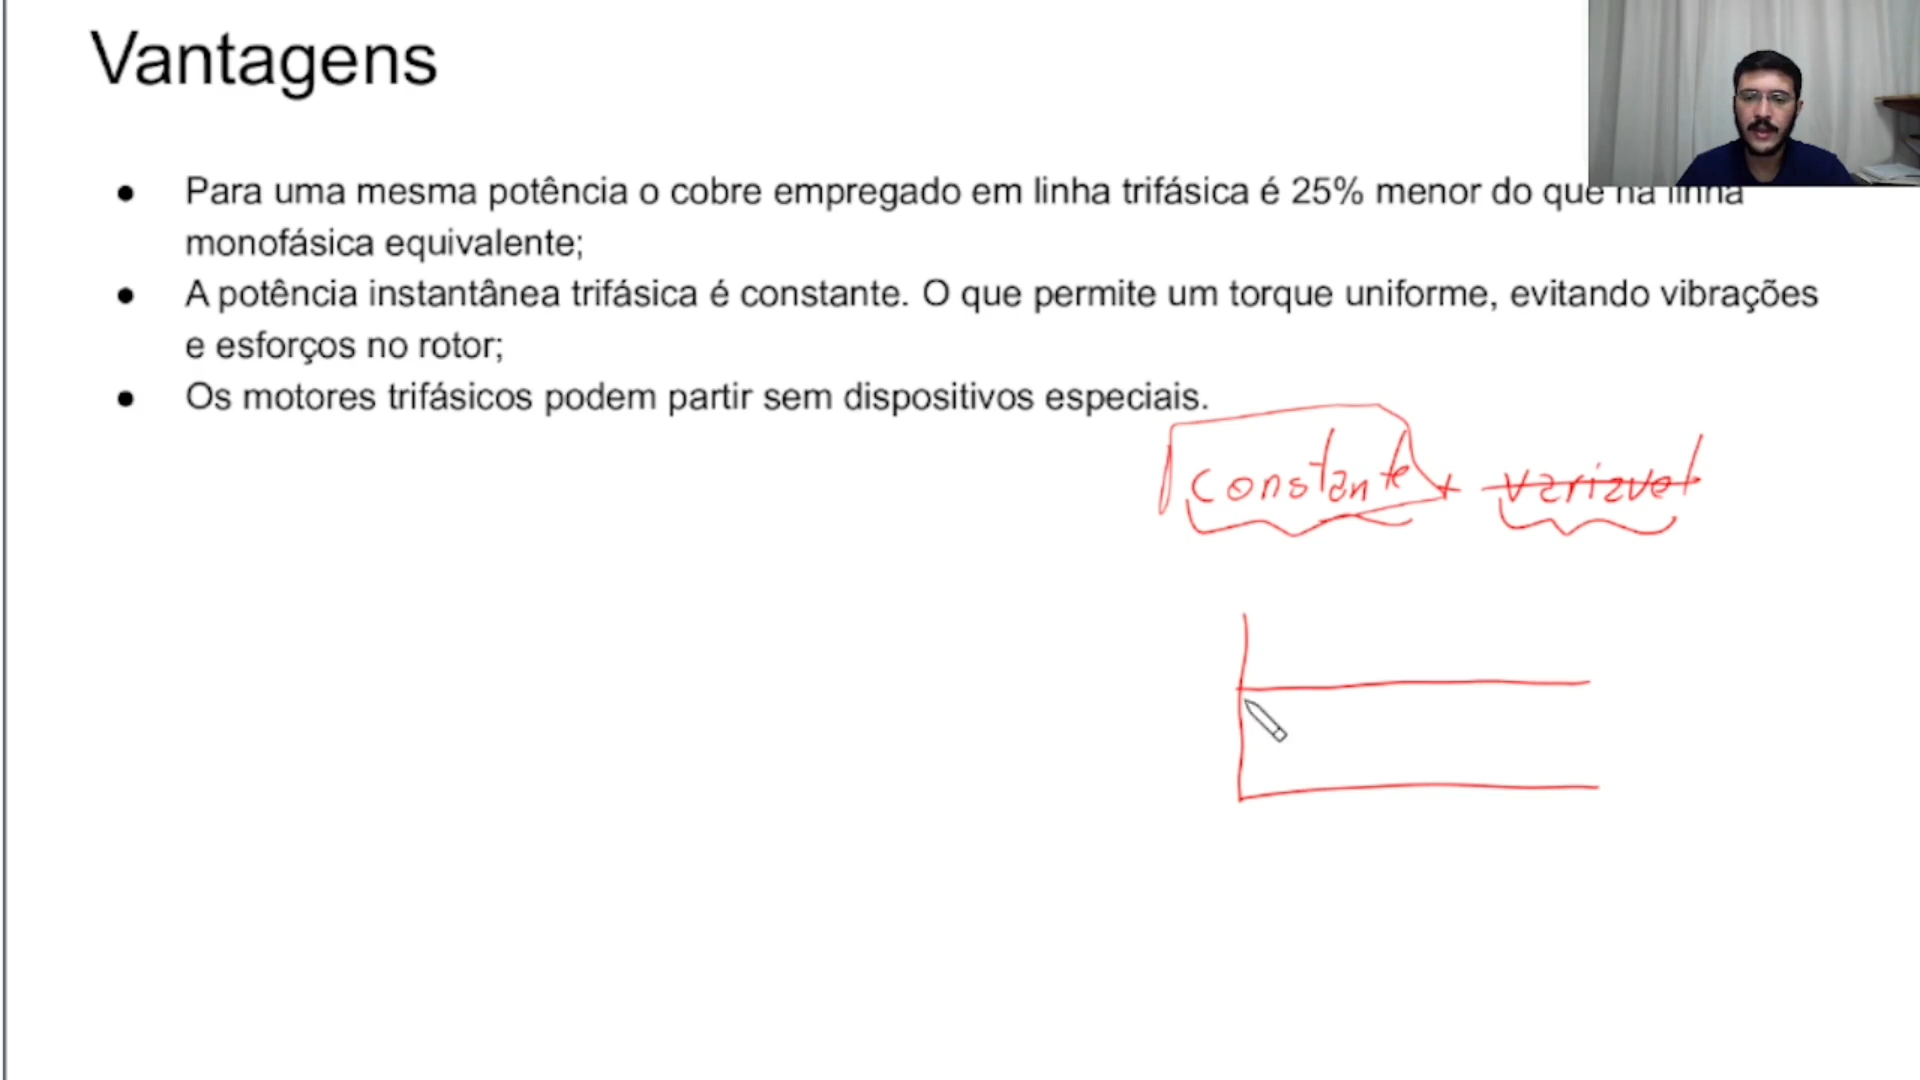 Vantagens
● Para uma mesma potência o cobre empregado em linha trifásica é 25% menor do que na linha
monofásica equivalente;
● A potência instantânea trifásica é constante. O que permite um torque uniforme, evitando vibrações
e esforços no rotor;
● Os motores trifásicos podem partir sem dispositivos especiais.
constante + variavel